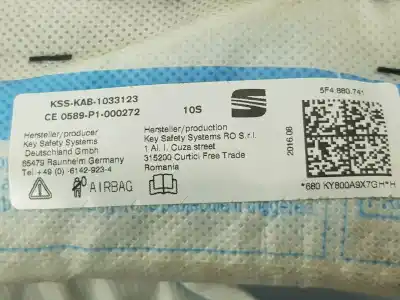 KSS-KAB-1033123
CE 0589-P1-000272
10S
Hersteller/producer
Key Safety Systems
Deutschland Gmbh
65479 Raunheim Germany
Tel +49 (0)-6142-923-4
AIRBAG
Hersteller/production
Key Safety Systems RO S.r.l.
1 Al. I. Cuza street
315200 Curtici Free Trade
Romania
2016.08
5F4.880.741
*680 KY800A9X7GH*H